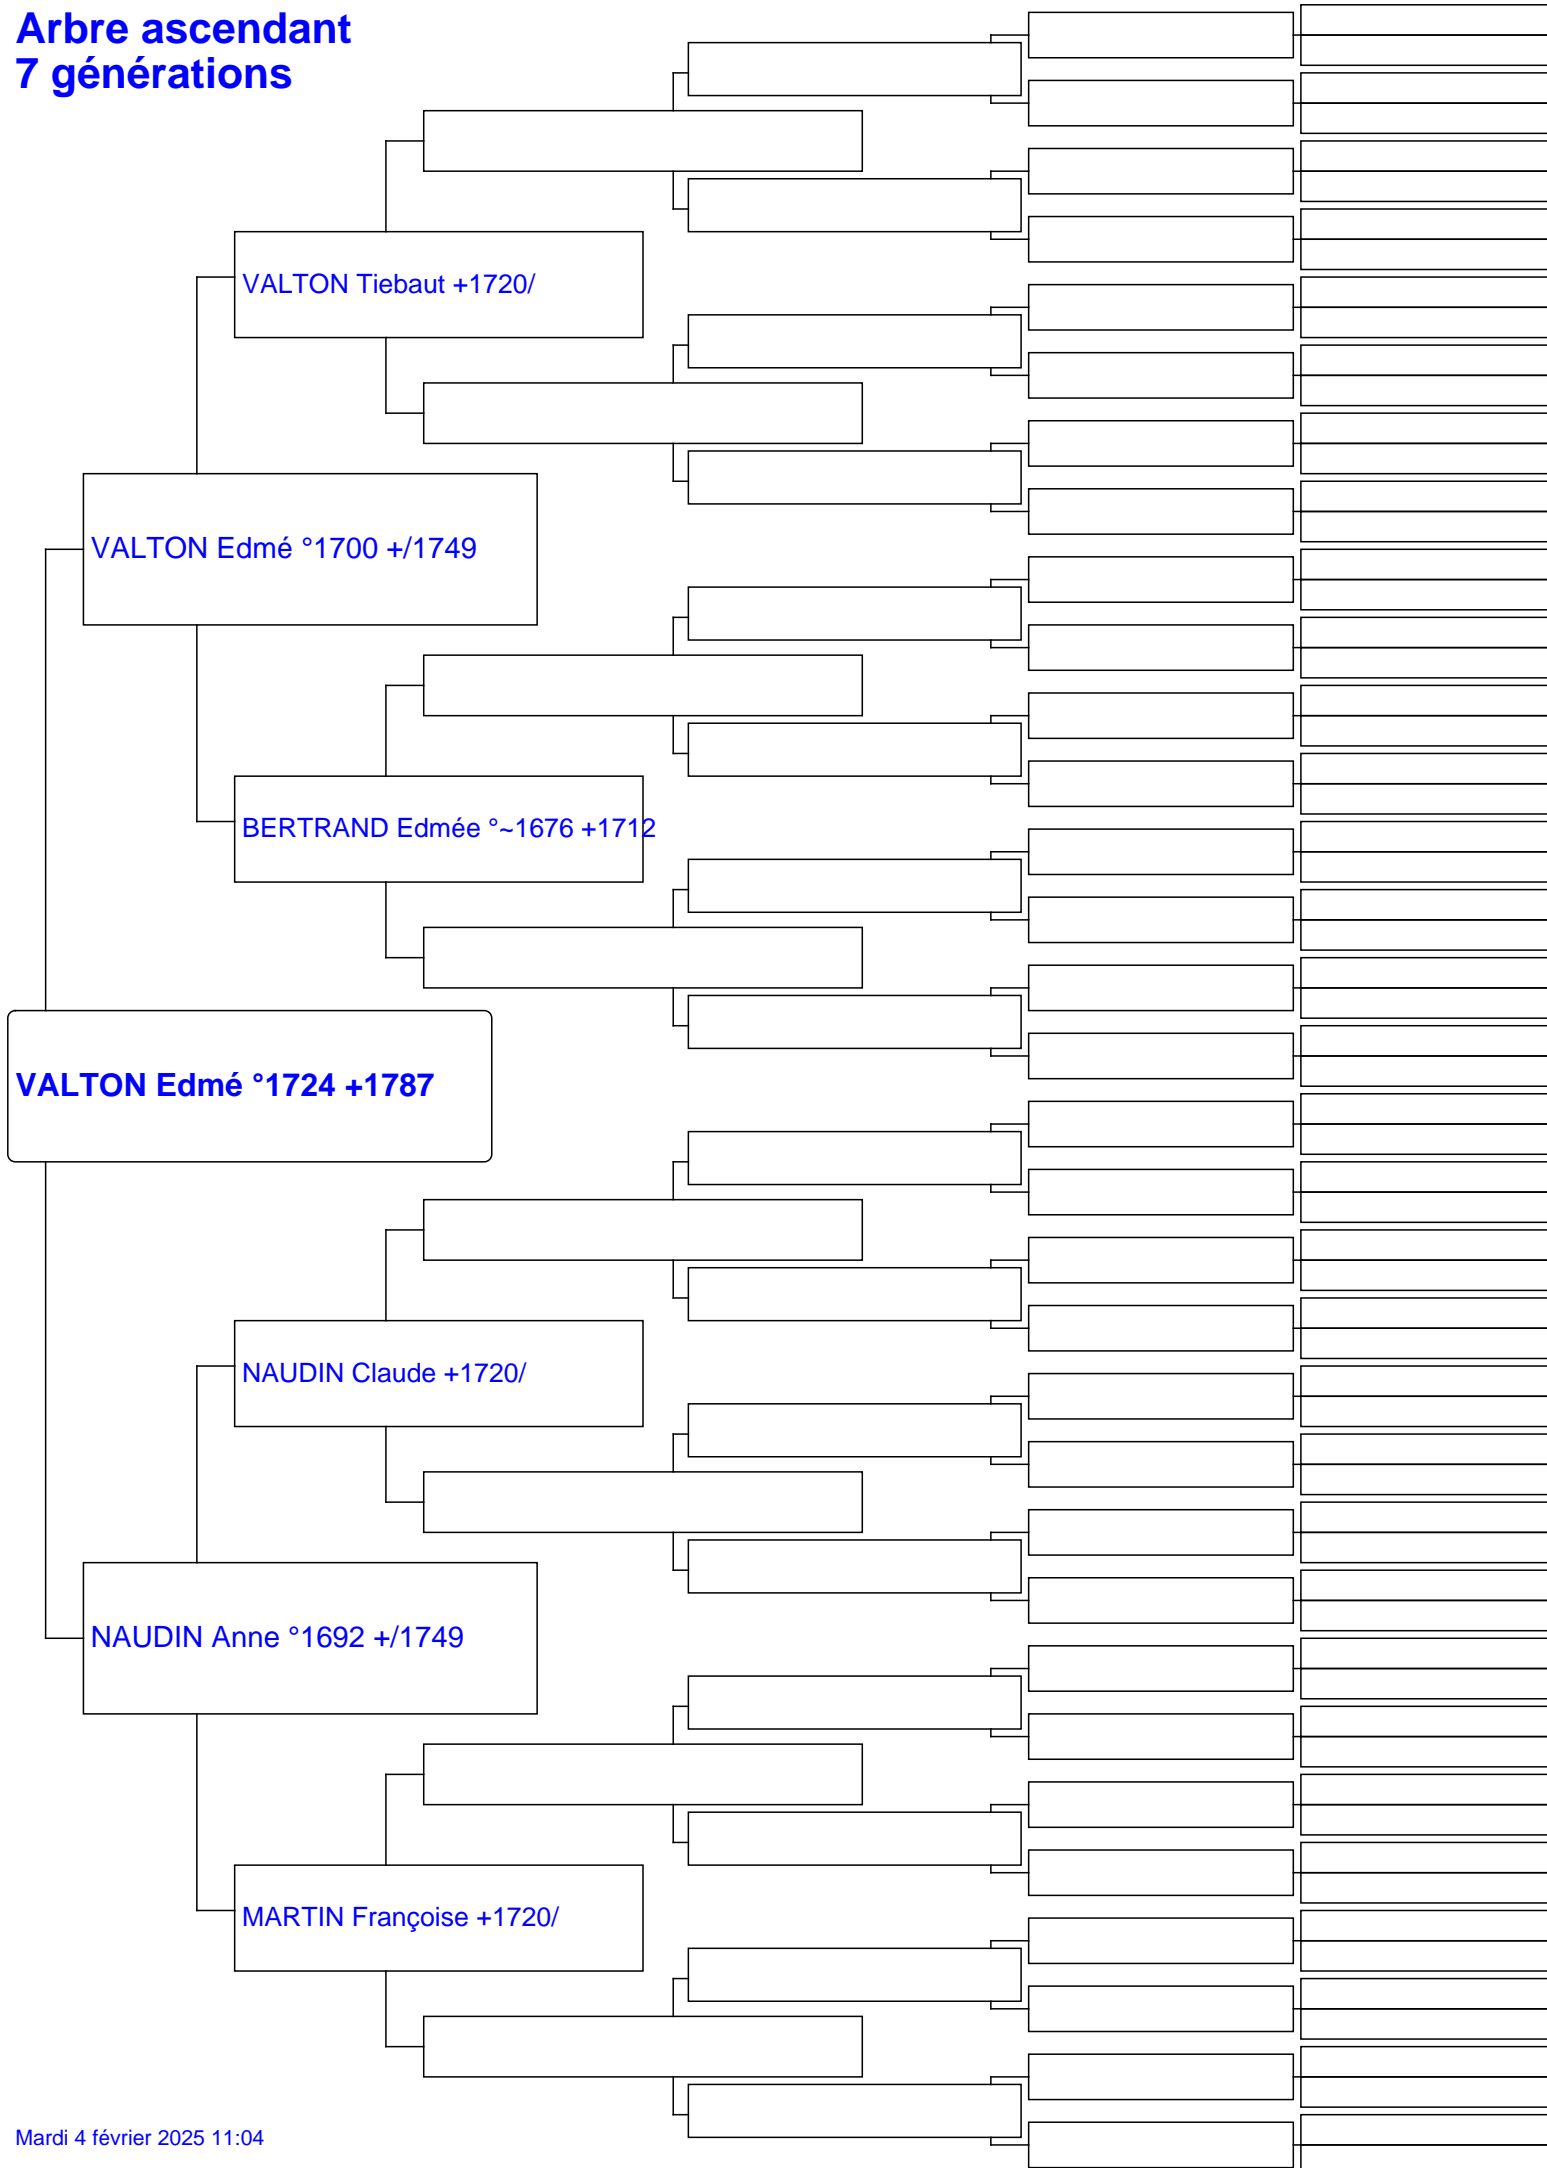 Arbre ascendant
7 générations
VALTON Tiebaut +1720/
VALTON Edmé °1700 +/1749
BERTRAND Edmée °~1676 +1712
VALTON Edmé °1724 +1787
NAUDIN Claude +1720/
NAUDIN Anne °1692 +/1749
MARTIN Françoise +1720/
Mardi 4 février 2025 11:04